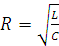 R = √(L/C)